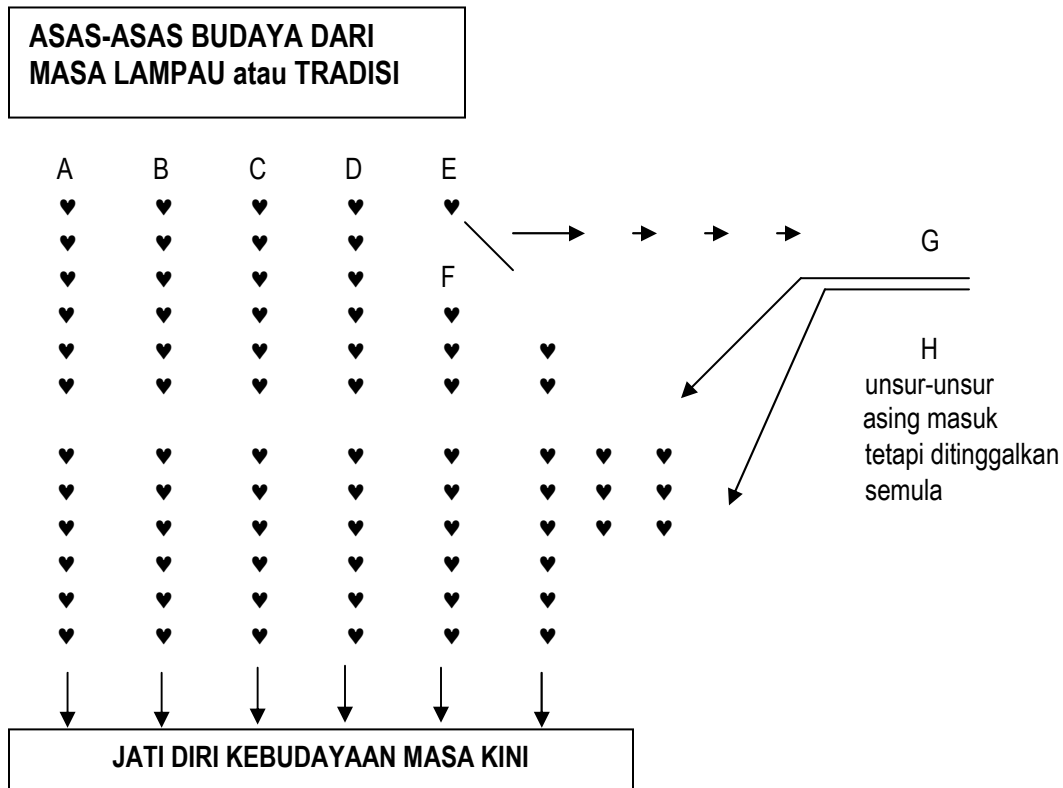 ASAS-ASAS BUDAYA DARI
MASA LAMPAU atau TRADISI
A B C D E
G
F
H
unsur-unsur
asing masuk
tetapi ditinggalkan
semula
JATI DIRI KEBUDAYAAN MASA KINI